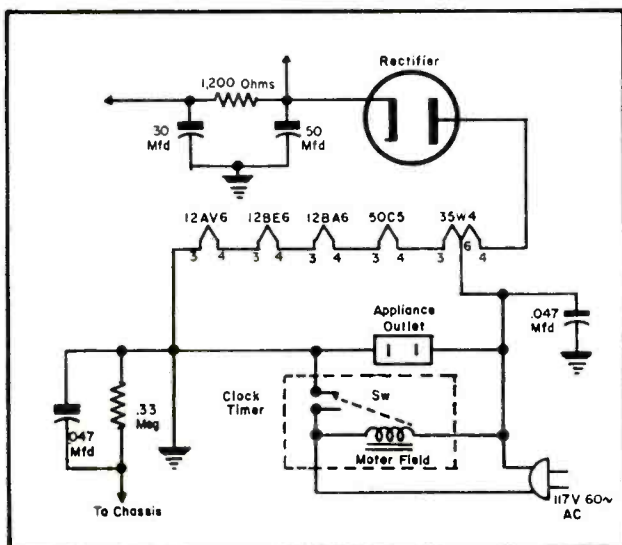 Rectifier
1,200 Ohms
30
Mfd
50
Mfd
12AV6 12BE6 12BA6 50C5 35W4
3 4 3 4 3 4 3 4 3 6 4
Appliance
Outlet
.047
Mfd
Clock
Timer
Sw
.047
Mfd
.33
Meg
Moter Field
To Chassis
117V 60~
AC